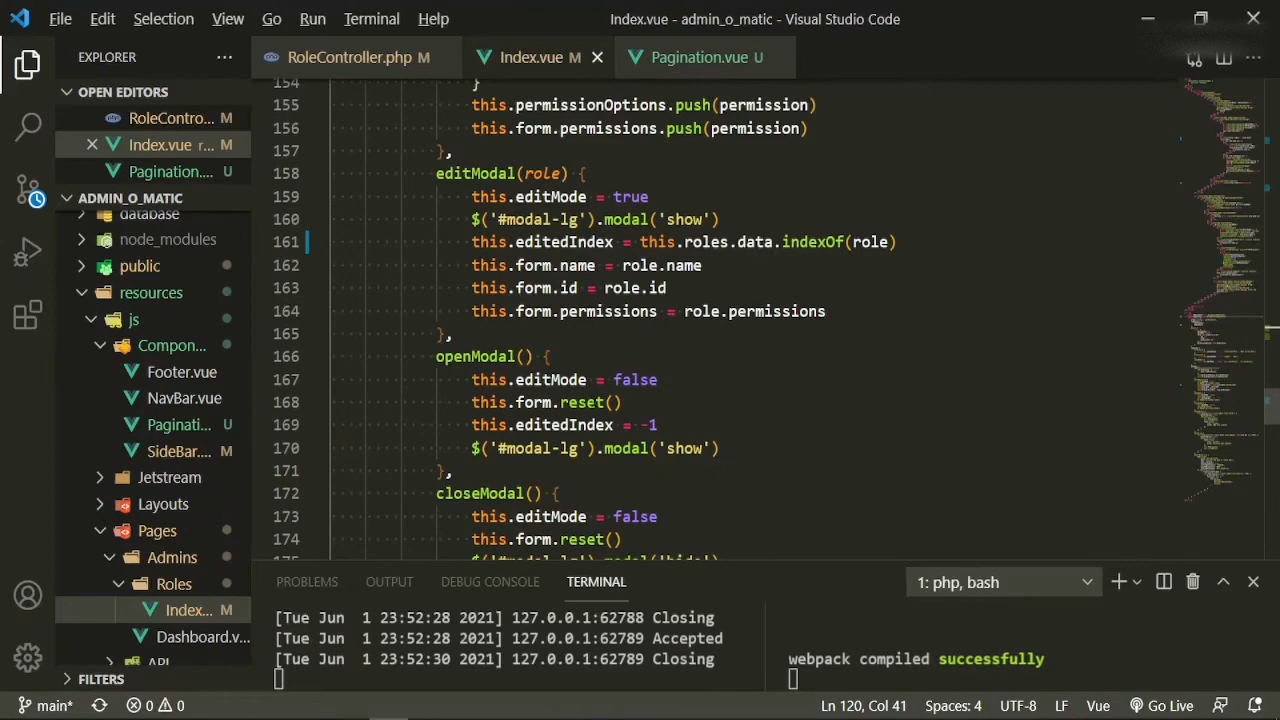 File Edit Selection View Go Run Terminal Help
Index.vue - admin_o_matic - Visual Studio Code
EXPLORER
OPEN EDITORS
RoleContro... M
Index.vue r... M
Pagination.... U
ADMIN_O_MATIC
database
node_modules
public
resources
js
Compon...
Footer.vue
NavBar.vue
Paginati... U
SideBar.... M
Jetstream
Layouts
Pages
Admins
Roles
Index... M
Dashboard.v...
API
FILTERS
RoleController.php M
Index.vue M
Pagination.vue U
154 }
155 this.permissionOptions.push(permission)
156 this.form.permissions.push(permission)
157 },
158 editModal(role) {
159 this.editMode = true
160 $('#modal-lg').modal('show')
161 this.editedIndex = this.roles.data.indexOf(role)
162 this.form.name = role.name
163 this.form.id = role.id
164 this.form.permissions = role.permissions
165 },
166 openModal() {
167 this.editMode = false
168 this.form.reset()
169 this.editedIndex = -1
170 $('#modal-lg').modal('show')
171 },
172 closeModal() {
173 this.editMode = false
174 this.form.reset()
175 $('#modal-lg').modal('hide')
PROBLEMS OUTPUT DEBUG CONSOLE TERMINAL
1: php, bash
[Tue Jun 1 23:52:28 2021] 127.0.0.1:62788 Closing
[Tue Jun 1 23:52:28 2021] 127.0.0.1:62789 Accepted
[Tue Jun 1 23:52:30 2021] 127.0.0.1:62789 Closing
webpack compiled successfully
main* 0 0
Ln 120, Col 41 Spaces: 4 UTF-8 LF Vue Go Live